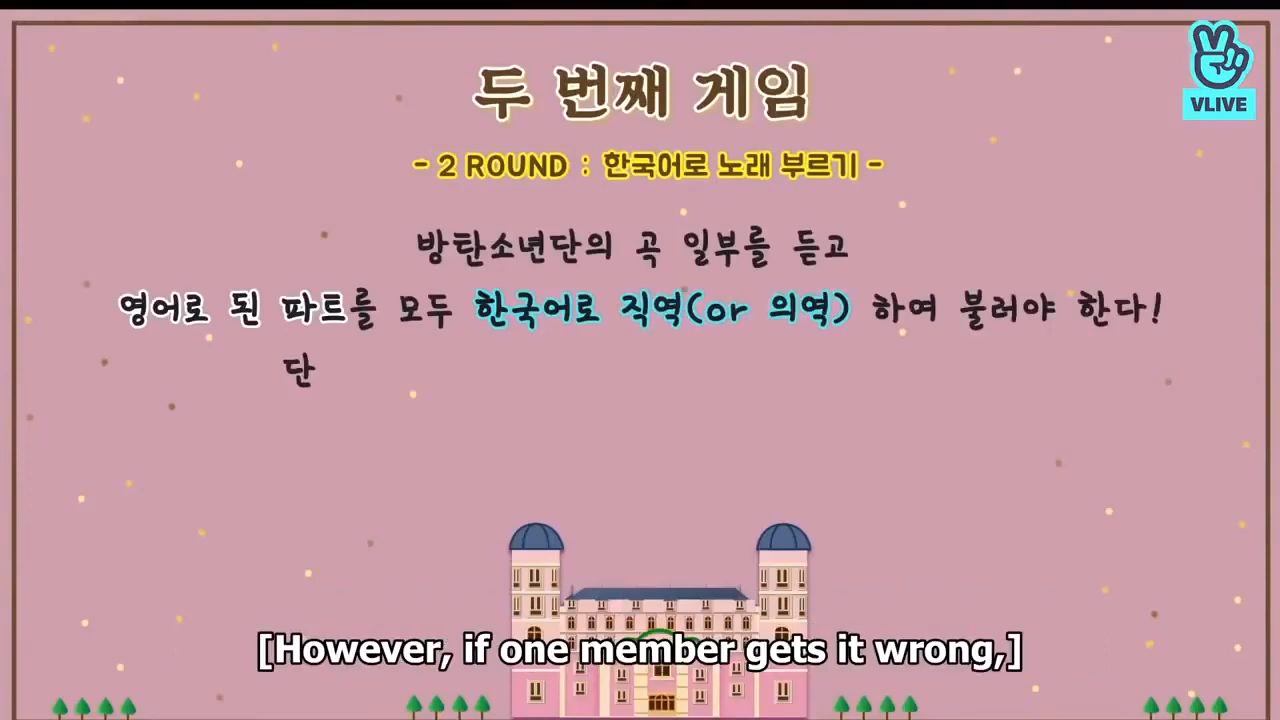 VLIVE
두 번째 게임
- 2 ROUND : 한국어로 노래 부르기 -
방탄소년단의 곡 일부를 듣고
영어로 된 파트를 모두 한국어로 직역(or 의역) 하여 불러야 한다!
단
[However, if one member gets it wrong,]